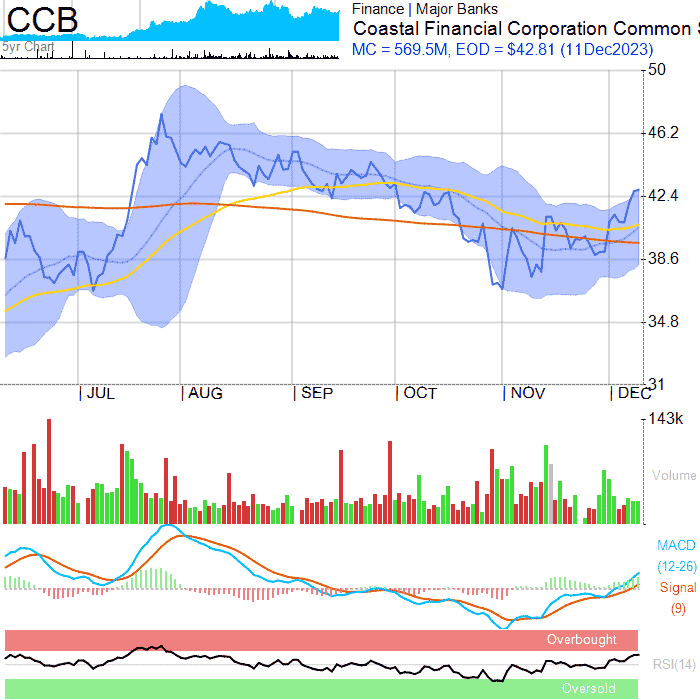 CCB
5yr Chart
Finance | Major Banks
Coastal Financial Corporation Common S
MC = 569.5M, EOD = $42.81 (11Dec2023)
50
46.2
42.4
38.6
34.8
31
| JUL | AUG | SEP | OCT | NOV | DEC
143k
Volume
MACD
(12-26)
Signal
(9)
Overbought
RSI(14)
Oversold